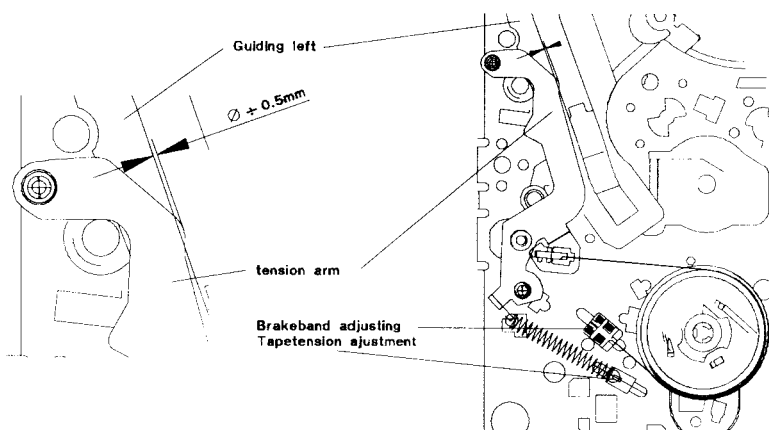 Guiding left
Ø ÷ 0.5mm
tension arm
Brakeband adjusting
Tapetension ajustment